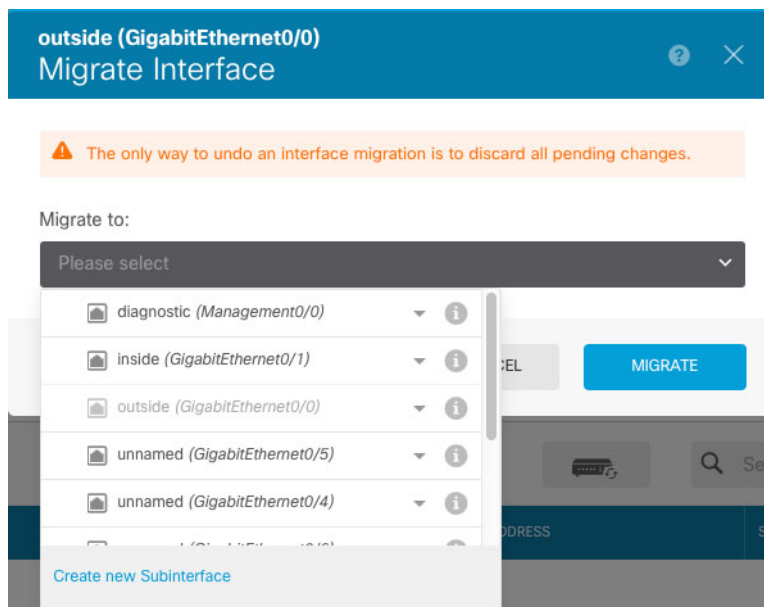 outside (GigabitEthernet0/0)
Migrate Interface
The only way to undo an interface migration is to discard all pending changes.
Migrate to:
Please select
diagnostic (Management0/0)
inside (GigabitEthernet0/1)
outside (GigabitEthernet0/0)
unnamed (GigabitEthernet0/5)
unnamed (GigabitEthernet0/4)
CEL
MIGRATE
Se
DDRESS
S
Create new Subinterface